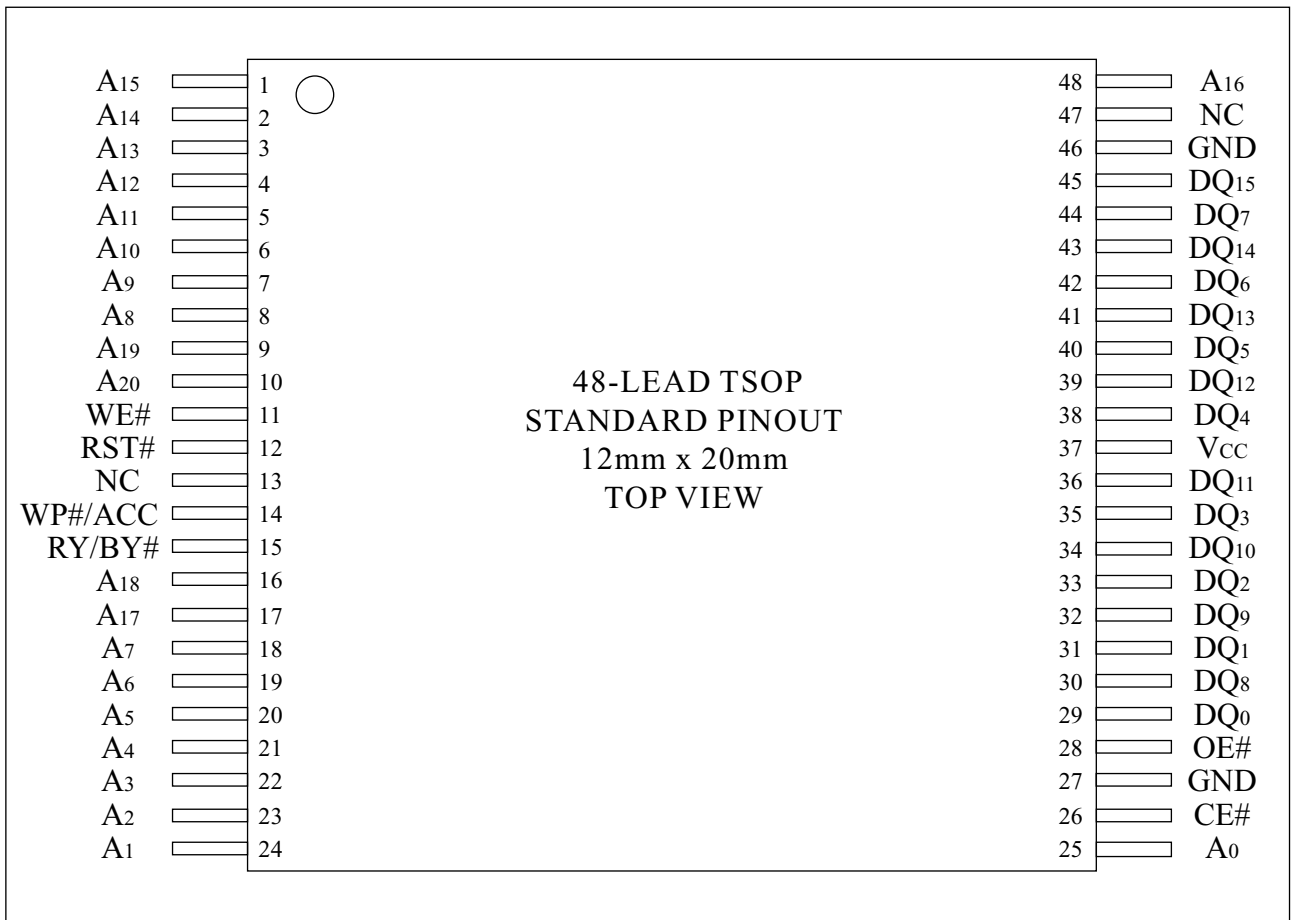 A15 1 48 A16
A14 2 47 NC
A13 3 46 GND
A12 4 45 DQ15
A11 5 44 DQ7
A10 6 43 DQ14
A9 7 42 DQ6
A8 8 41 DQ13
A19 9 40 DQ5
A20 10 39 DQ12
WE# 11 38 DQ4
RST# 12 37 VCC
NC 13 36 DQ11
WP#/ACC 14 35 DQ3
RY/BY# 15 34 DQ10
A18 16 33 DQ2
A17 17 32 DQ9
A7 18 31 DQ1
A6 19 30 DQ8
A5 20 29 DQ0
A4 21 28 OE#
A3 22 27 GND
A2 23 26 CE#
A1 24 25 A0
48-LEAD TSOP
STANDARD PINOUT
12mm x 20mm
TOP VIEW